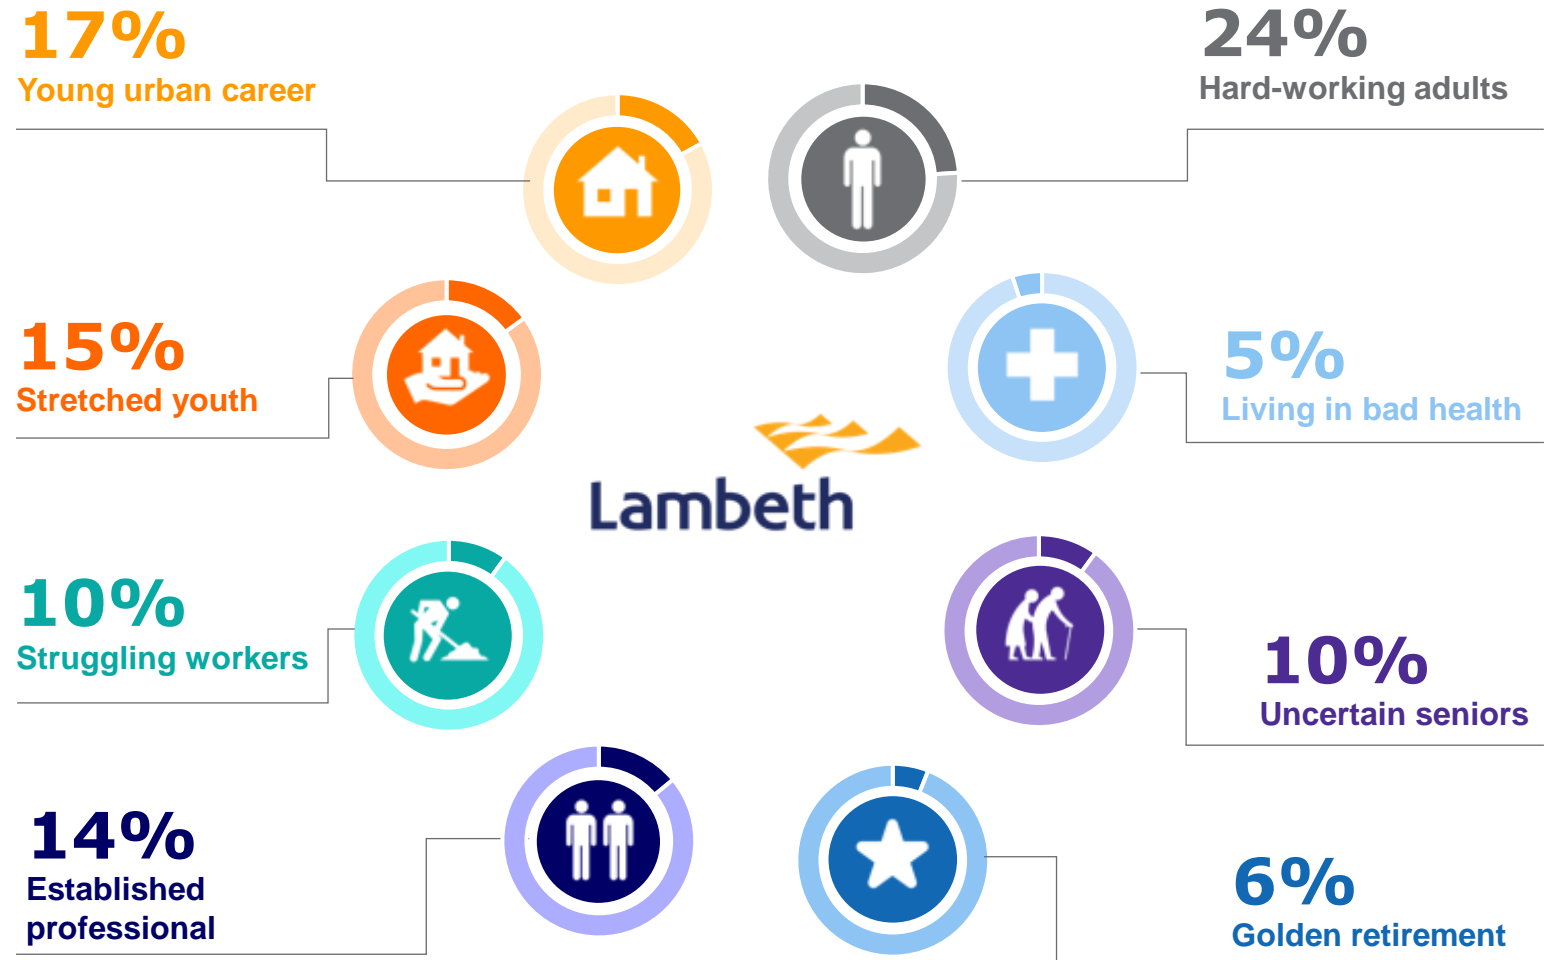 17%
Young urban career
24%
Hard-working adults
15%
Stretched youth
5%
Living in bad health
Lambeth
10%
Struggling workers
10%
Uncertain seniors
14%
Established
professional
6%
Golden retirement